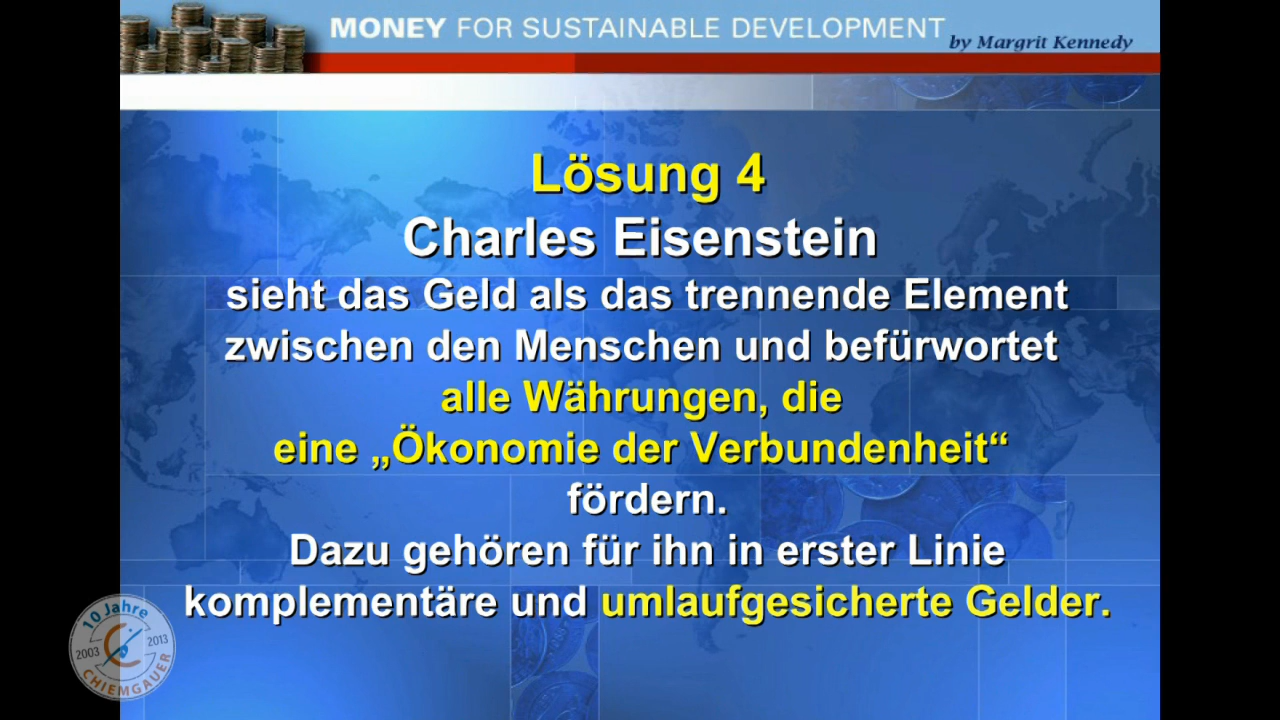 MONEY FOR SUSTAINABLE DEVELOPMENT
by Margrit Kennedy
Lösung 4
Charles Eisenstein
sieht das Geld als das trennende Element
zwischen den Menschen und befürwortet
alle Währungen, die
eine „Ökonomie der Verbundenheit“
fördern.
Dazu gehören für ihn in erster Linie
komplementäre und umlaufgesicherte Gelder.
10 Jahre
2003 2013
CHIEMGAUER